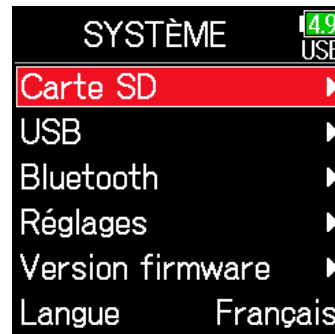 SYSTÈME 4.9
USB
Carte SD
USB
Bluetooth
Réglages
Version firmware
Langue Français